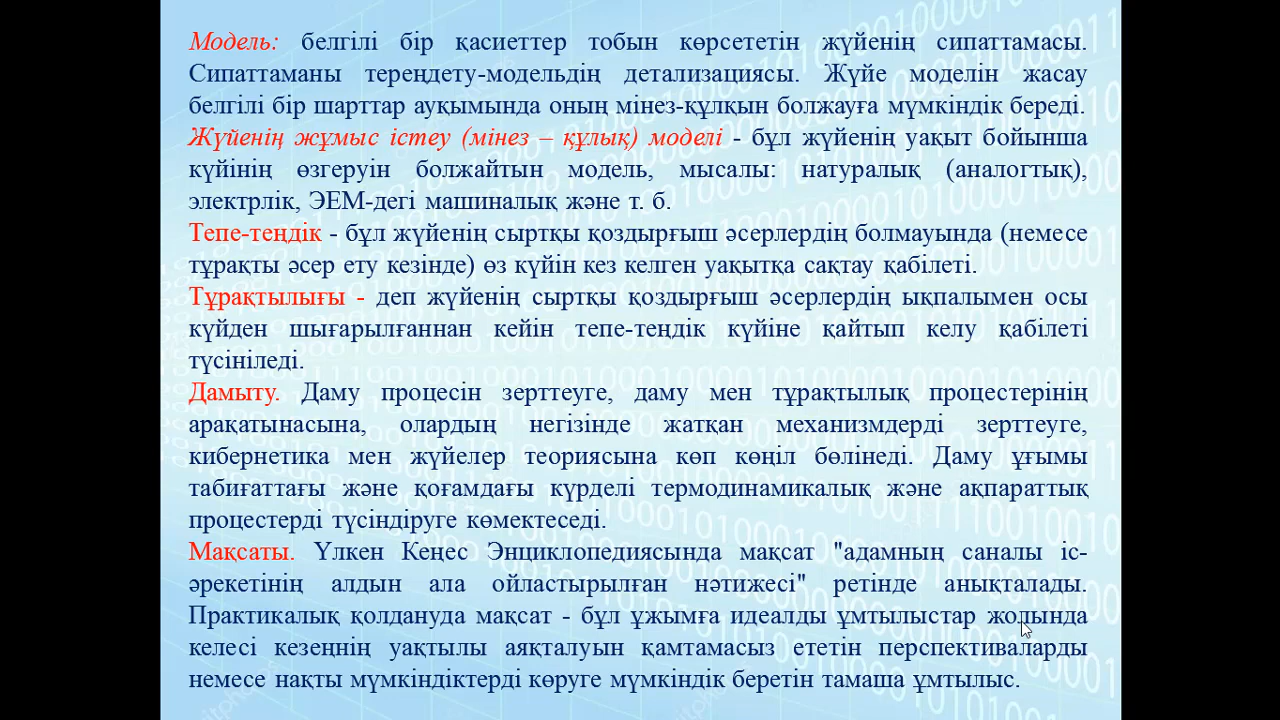 Модель: белгілі бір қасиеттер тобын көрсететін жүйенің сипаттамасы.
Сипаттаманы тереңдету-модельдің детализациясы. Жүйе моделін жасау
белгілі бір шарттар ауқымында оның мінез-құлқын болжауға мүмкіндік береді.
Жүйенің жұмыс істеу (мінез – құлық) моделі - бұл жүйенің уақыт бойынша
күйінің өзгеруін болжайтын модель, мысалы: натуралық (аналогтық),
электрлік, ЭЕМ-дегі машиналық және т. б.
Тепе-теңдік - бұл жүйенің сыртқы қоздырғыш әсерлердің болмауында (немесе
тұрақты әсер ету кезінде) өз күйін кез келген уақытқа сақтау қабілеті.
Тұрақтылығы - деп жүйенің сыртқы қоздырғыш әсерлердің ықпалымен осы
күйден шығарылғаннан кейін тепе-теңдік күйіне қайтып келу қабілеті
түсініледі.
Дамыту. Даму процесін зерттеуге, даму мен тұрақтылық процестерінің
арақатынасына, олардың негізінде жатқан механизмдерді зерттеуге,
кибернетика мен жүйелер теориясына көп көңіл бөлінеді. Даму ұғымы
табиғаттағы және қоғамдағы күрделі термодинамикалық және ақпараттық
процестерді түсіндіруге көмектеседі.
Мақсаты. Үлкен Кеңес Энциклопедиясында мақсат "адамның саналы іс-
әрекетінің алдын ала ойластырылған нәтижесі" ретінде анықталады.
Практикалық қолдануда мақсат - бұл ұжымға идеалды ұмтылыстар жолында
келесі кезеңнің уақтылы аяқталуын қамтамасыз ететін перспективаларды
немесе нақты мүмкіндіктерді көруге мүмкіндік беретін тамаша ұмтылыс.